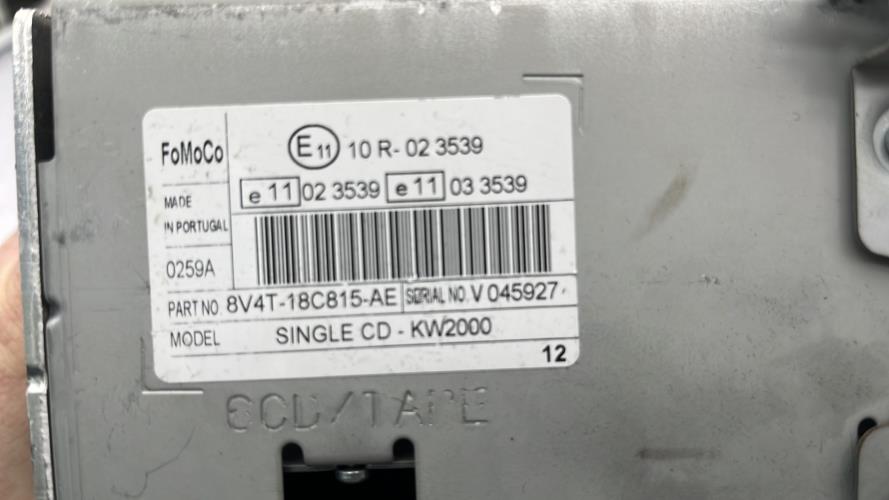 FoMoCo
E 11 10 R- 02 3539
e 11 02 3539 e 11 03 3539
MADE
IN PORTUGAL
0259A
PART NO. 8V4T-18C815-AE SERIAL NO. V 045927
MODEL SINGLE CD - KW2000
12
6CD/TAPE